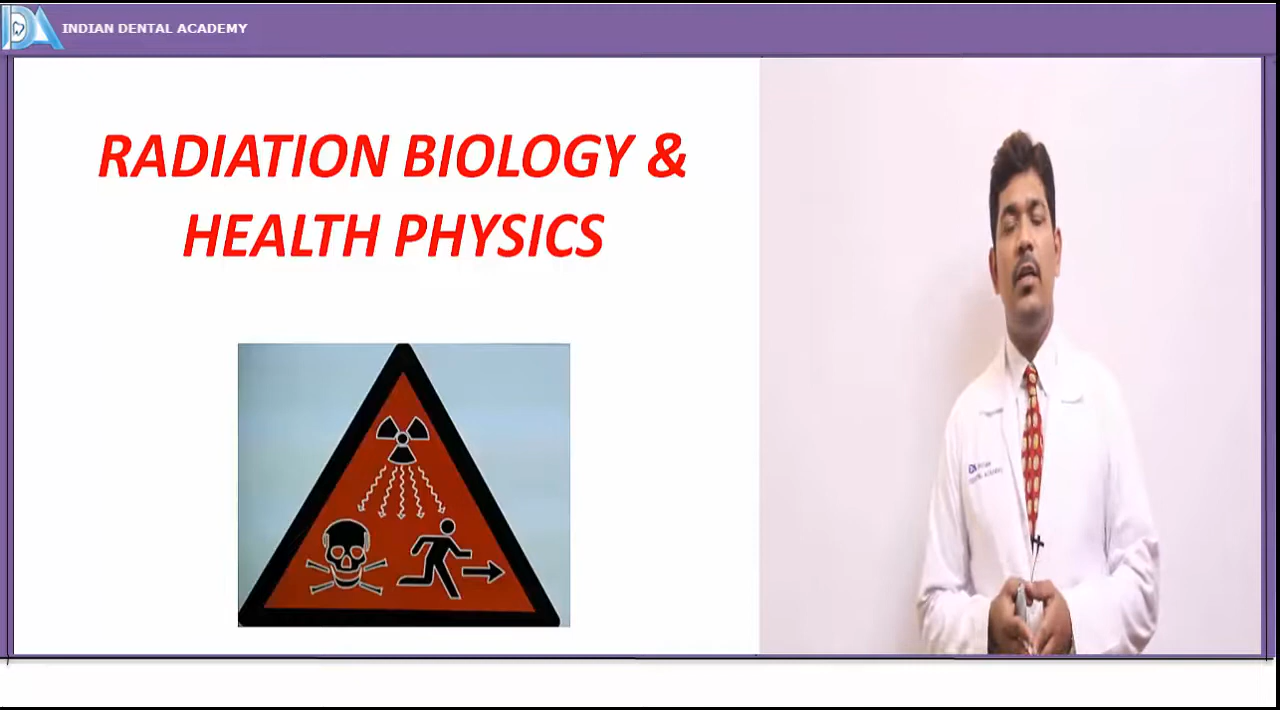 INDIAN DENTAL ACADEMY
RADIATION BIOLOGY &
HEALTH PHYSICS